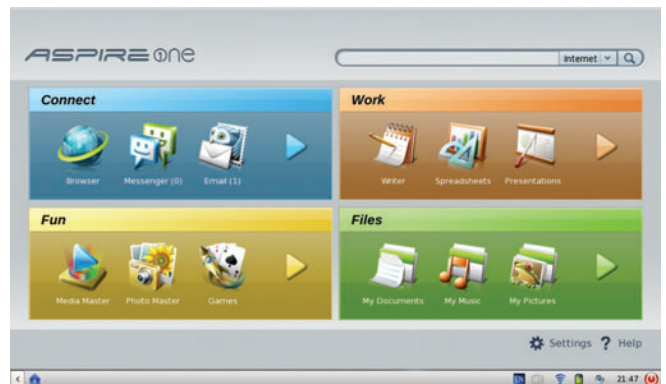 ASPIRE one
Internet
Connect
Browser Messenger (0) Email (1)
Work
Writer Spreadsheets Presentations
Fun
Media Master Photo Master Games
Files
My Documents My Music My Pictures
Settings ? Help
EN 21:47